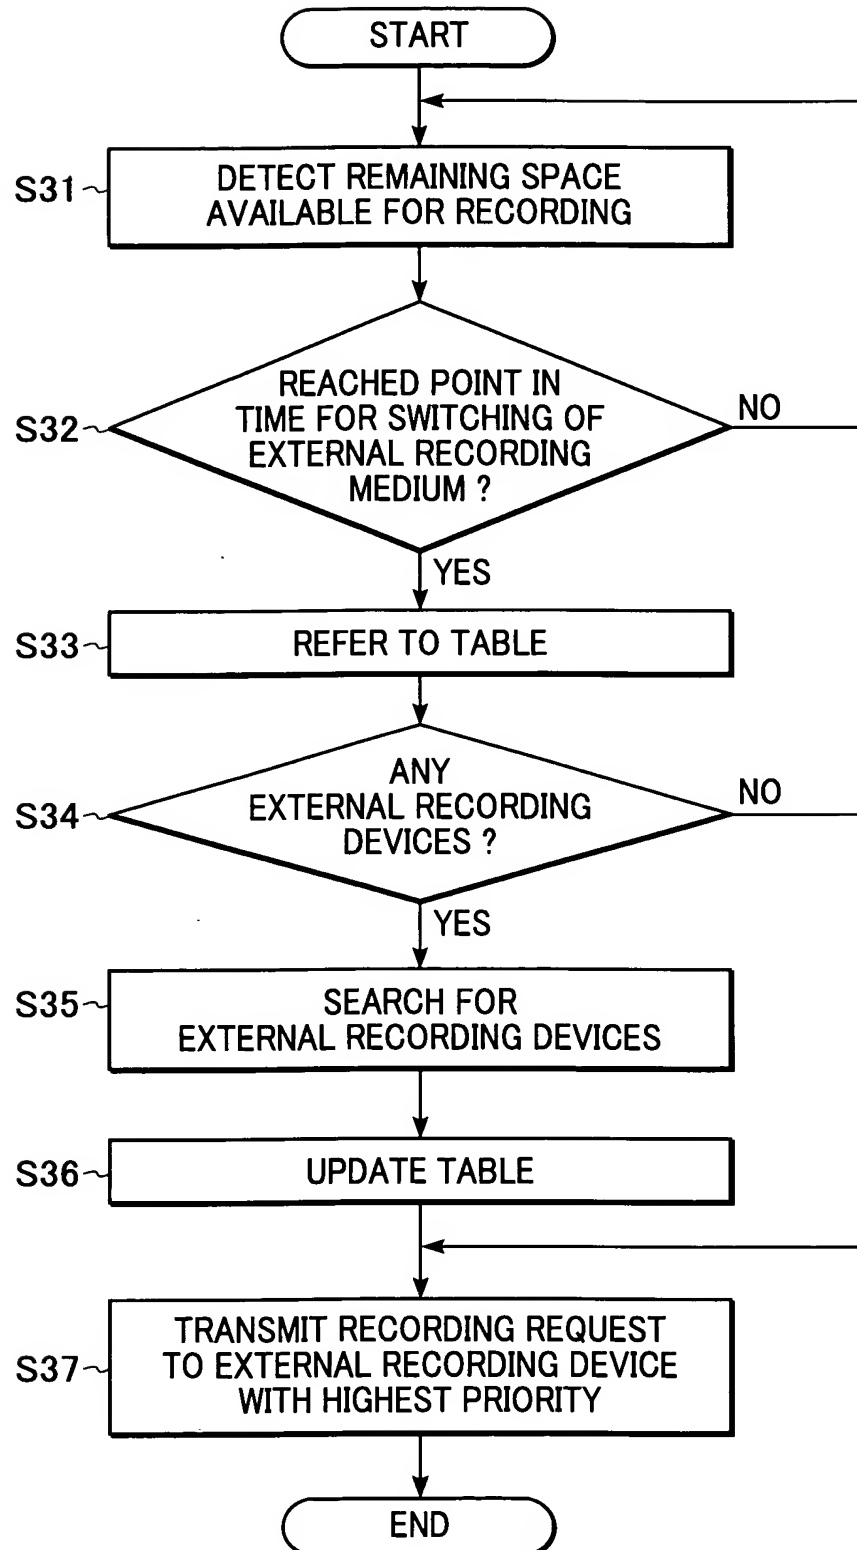 START
S31
DETECT REMAINING SPACE
AVAILABLE FOR RECORDING
S32
REACHED POINT IN
TIME FOR SWITCHING OF
EXTERNAL RECORDING
MEDIUM ?
NO
YES
S33
REFER TO TABLE
S34
ANY
EXTERNAL RECORDING
DEVICES ?
NO
YES
S35
SEARCH FOR
EXTERNAL RECORDING DEVICES
S36
UPDATE TABLE
S37
TRANSMIT RECORDING REQUEST
TO EXTERNAL RECORDING DEVICE
WITH HIGHEST PRIORITY
END